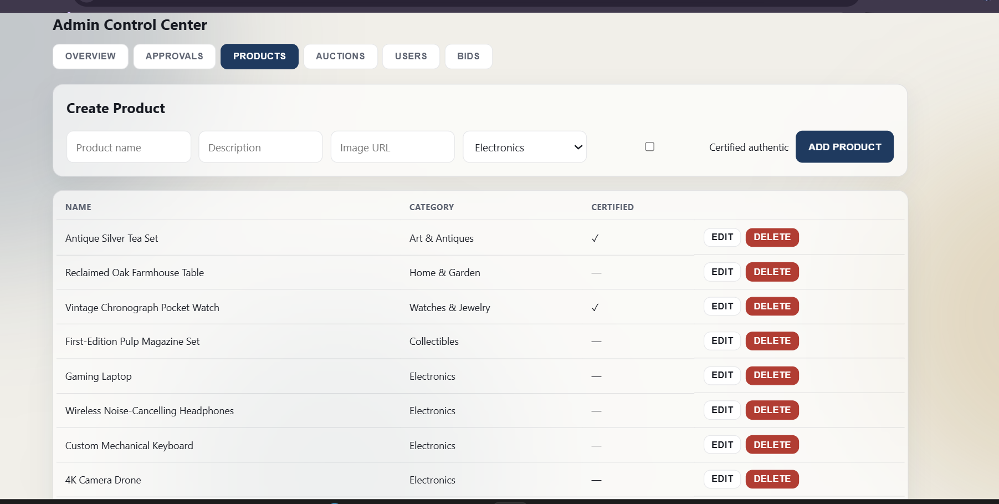 Admin Control Center
OVERVIEW APPROVALS PRODUCTS AUCTIONS USERS BIDS
Create Product
Product name Description Image URL Electronics Certified authentic ADD PRODUCT
NAME CATEGORY CERTIFIED
Antique Silver Tea Set Art & Antiques ✓ EDIT DELETE
Reclaimed Oak Farmhouse Table Home & Garden — EDIT DELETE
Vintage Chronograph Pocket Watch Watches & Jewelry ✓ EDIT DELETE
First-Edition Pulp Magazine Set Collectibles — EDIT DELETE
Gaming Laptop Electronics — EDIT DELETE
Wireless Noise-Cancelling Headphones Electronics — EDIT DELETE
Custom Mechanical Keyboard Electronics — EDIT DELETE
4K Camera Drone Electronics — EDIT DELETE